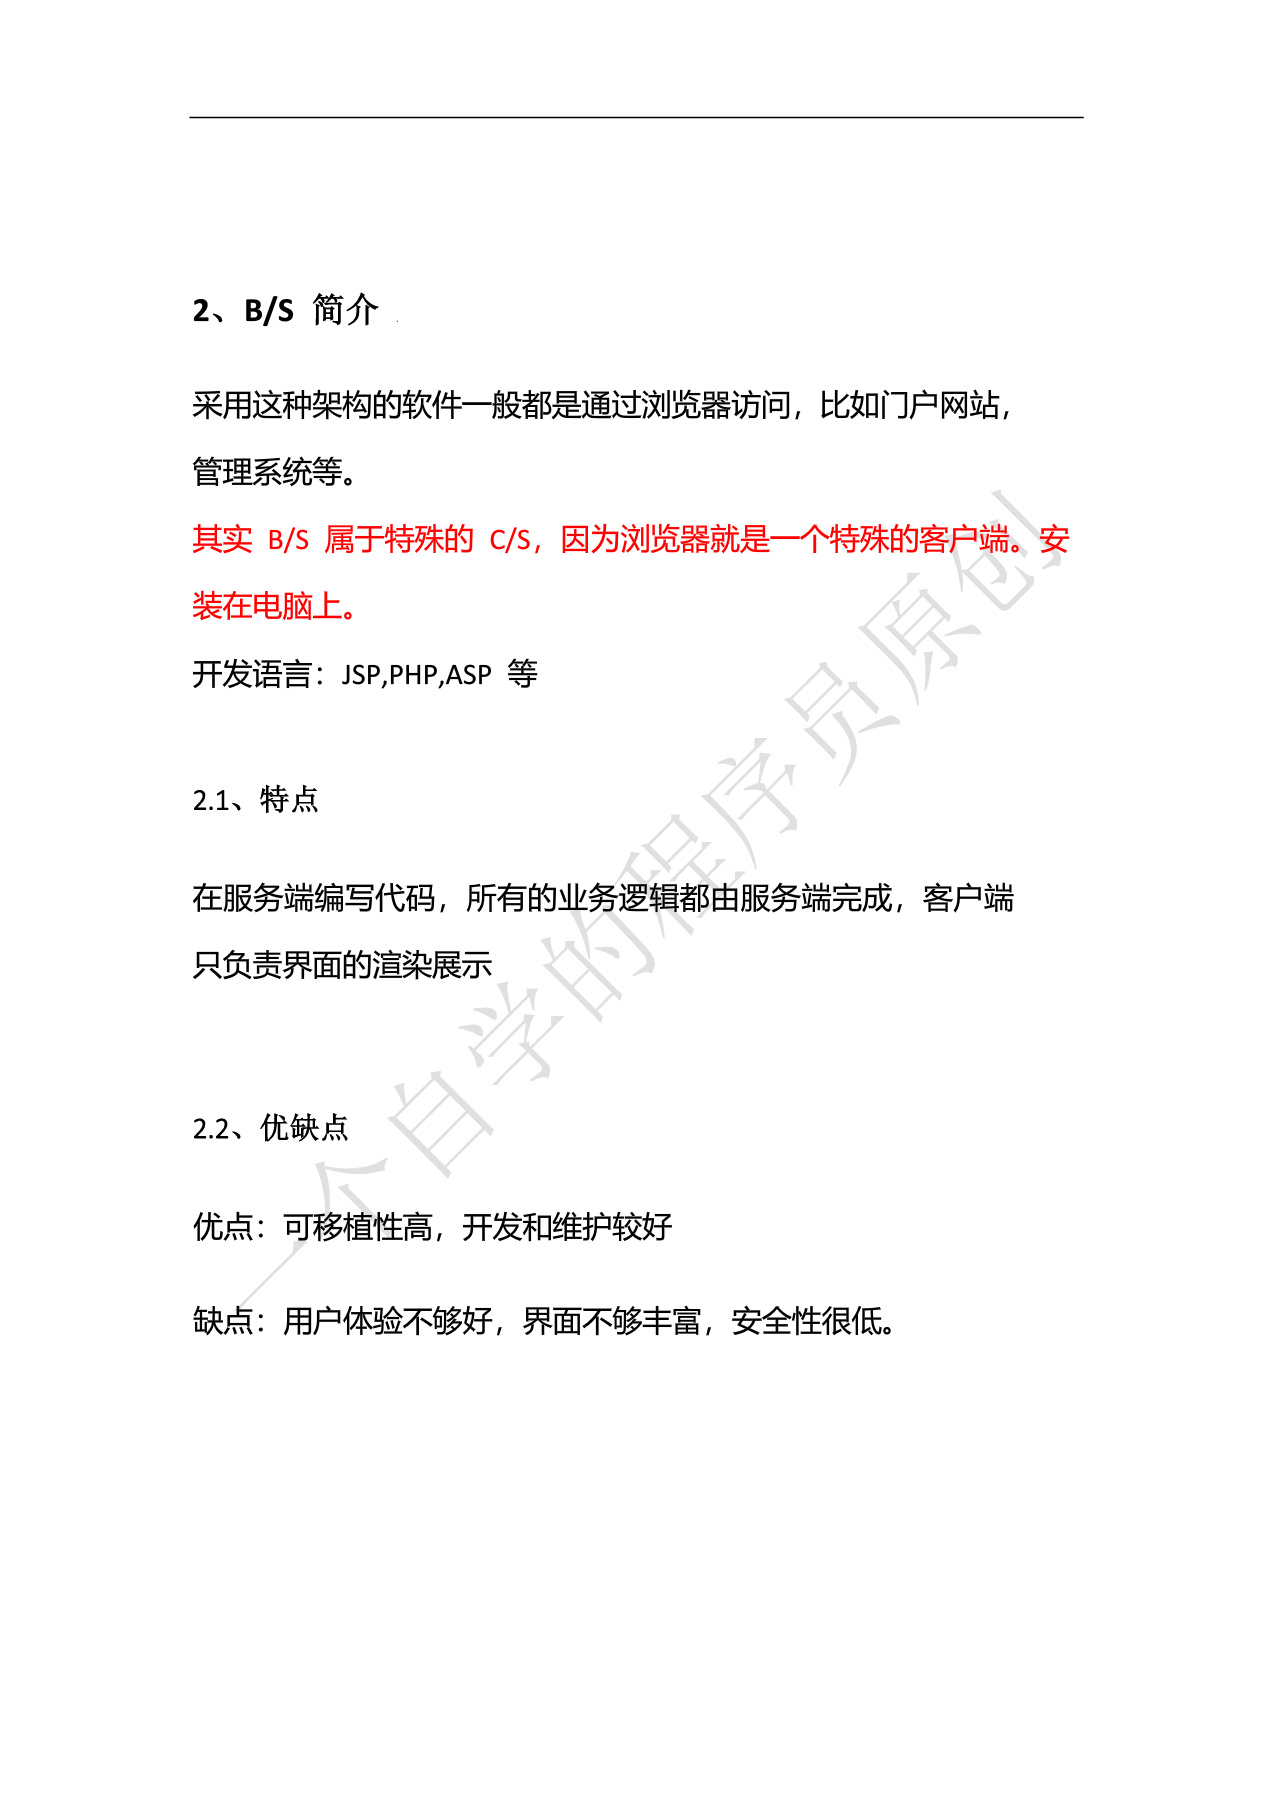 2、B/S 简介
采用这种架构的软件一般都是通过浏览器访问，比如门户网站，
管理系统等。
其实 B/S 属于特殊的 C/S，因为浏览器就是一个特殊的客户端。安
装在电脑上。
开发语言：JSP,PHP,ASP 等
2.1、特点
在服务端编写代码，所有的业务逻辑都由服务端完成，客户端
只负责界面的渲染展示
2.2、优缺点
优点：可移植性高，开发和维护较好
缺点：用户体验不够好，界面不够丰富，安全性很低。
一个自学的程序员原创